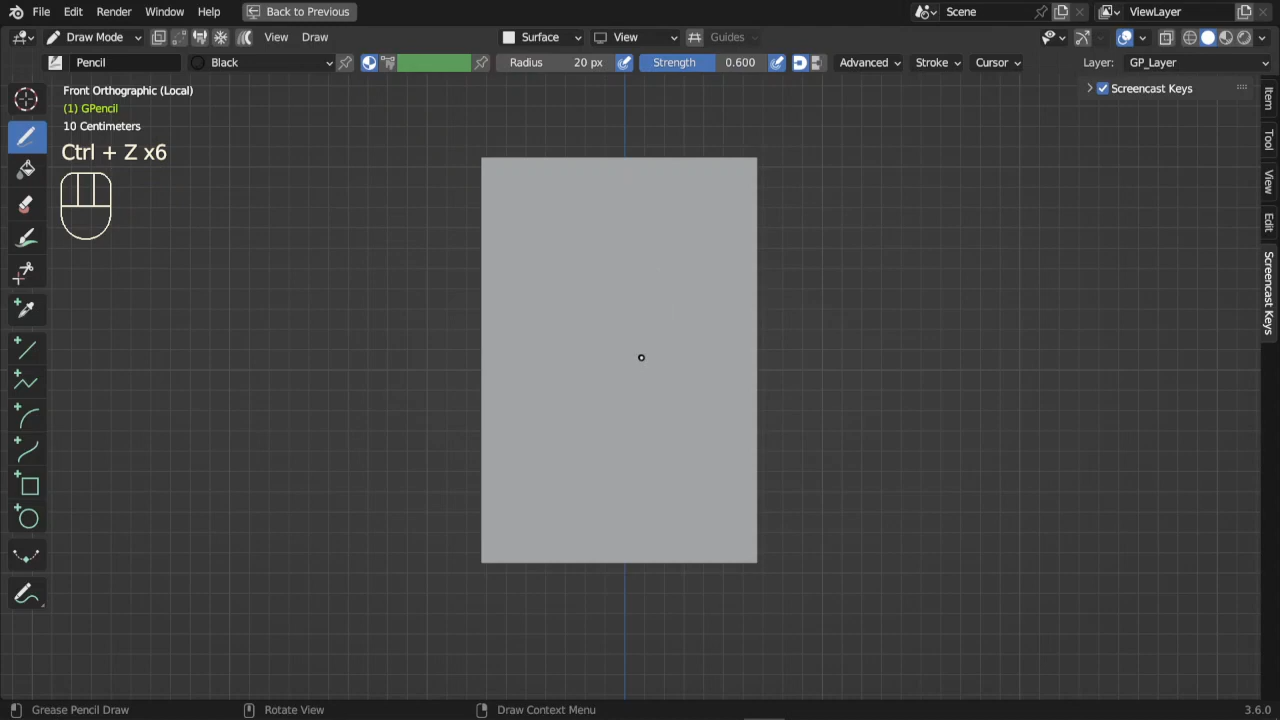 File Edit Render Window Help Back to Previous Scene ViewLayer
Draw Mode View Draw Surface View Guides
Pencil Black Radius 20 px Strength 0.600 Advanced Stroke Cursor Layer: GP_Layer
Front Orthographic (Local)
(1) GPencil
10 Centimeters
Ctrl + Z x6
Screencast Keys
Item
Tool
View
Edit
Screencast Keys
Grease Pencil Draw Rotate View Draw Context Menu 3.6.0